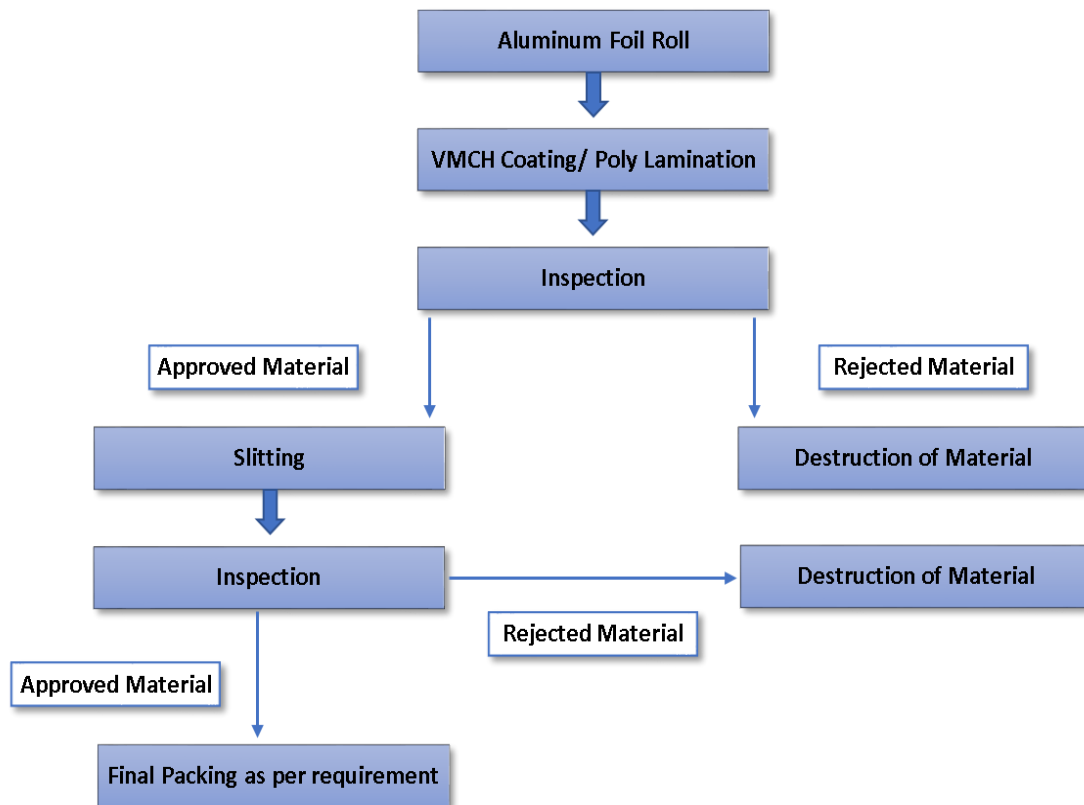 Aluminum Foil Roll
VMCH Coating/ Poly Lamination
Inspection
Approved Material
Rejected Material
Slitting
Destruction of Material
Inspection
Destruction of Material
Rejected Material
Approved Material
Final Packing as per requirement